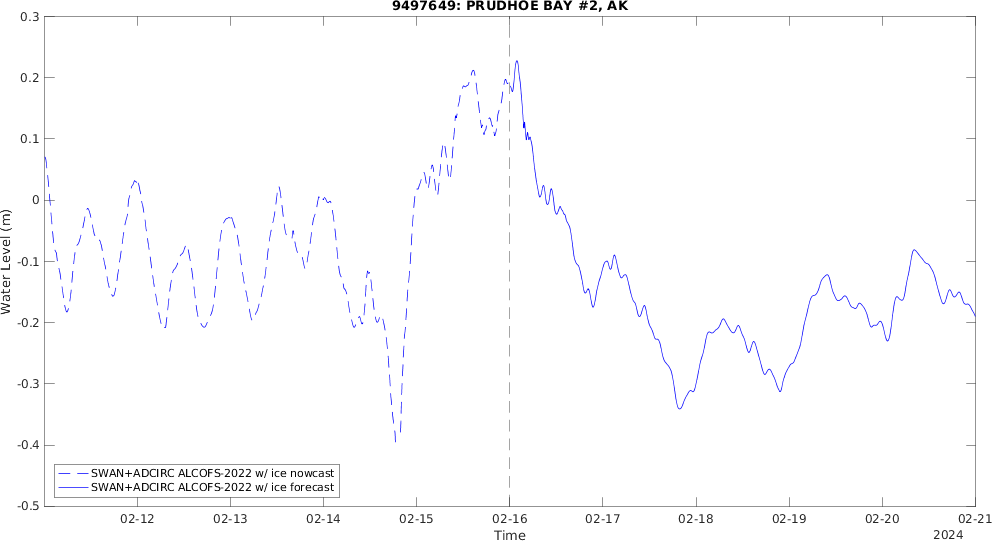 9497649: PRUDHOE BAY #2, AK
0.3
0.2
0.1
0
-0.1
-0.2
-0.3
-0.4
-0.5
Water Level (m)
SWAN+ADCIRC ALCOFS-2022 w/ ice nowcast
SWAN+ADCIRC ALCOFS-2022 w/ ice forecast
02-12 02-13 02-14 02-15 02-16 02-17 02-18 02-19 02-20 02-21
Time
2024